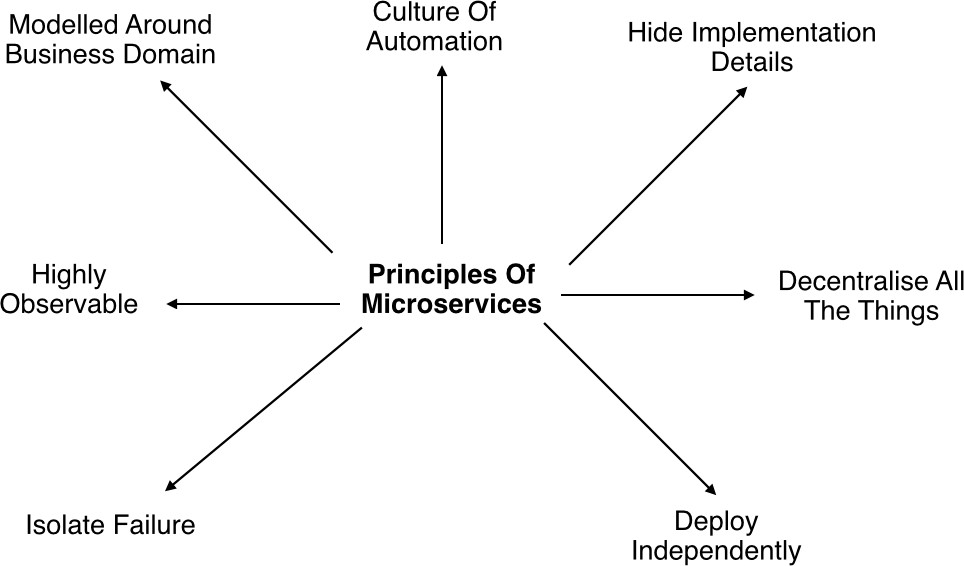 Modelled Around
Business Domain
Culture Of
Automation
Hide Implementation
Details
Highly
Observable
Principles Of
Microservices
Decentralise All
The Things
Isolate Failure
Deploy
Independently